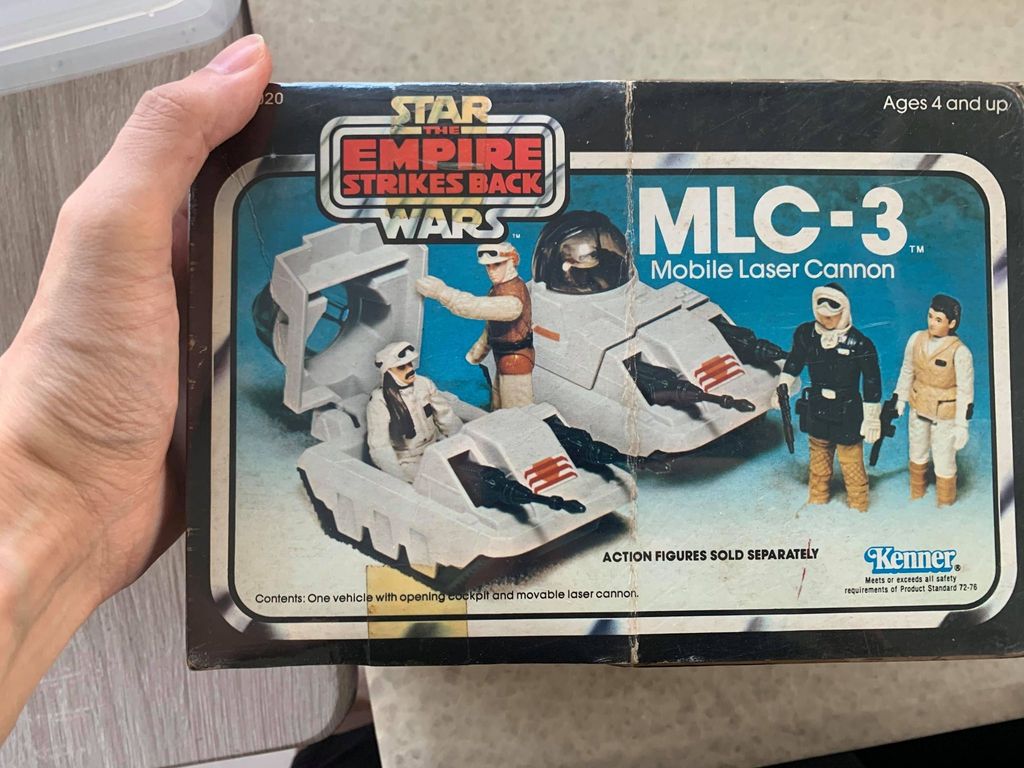 020
Ages 4 and up
STAR
THE
EMPIRE
STRIKES BACK
WARS™
MLC-3™
Mobile Laser Cannon
ACTION FIGURES SOLD SEPARATELY
Kenner®
Meets or exceeds all safety
requirements of Product Standard 72-76
Contents: One vehicle with opening cockpit and movable laser cannon.